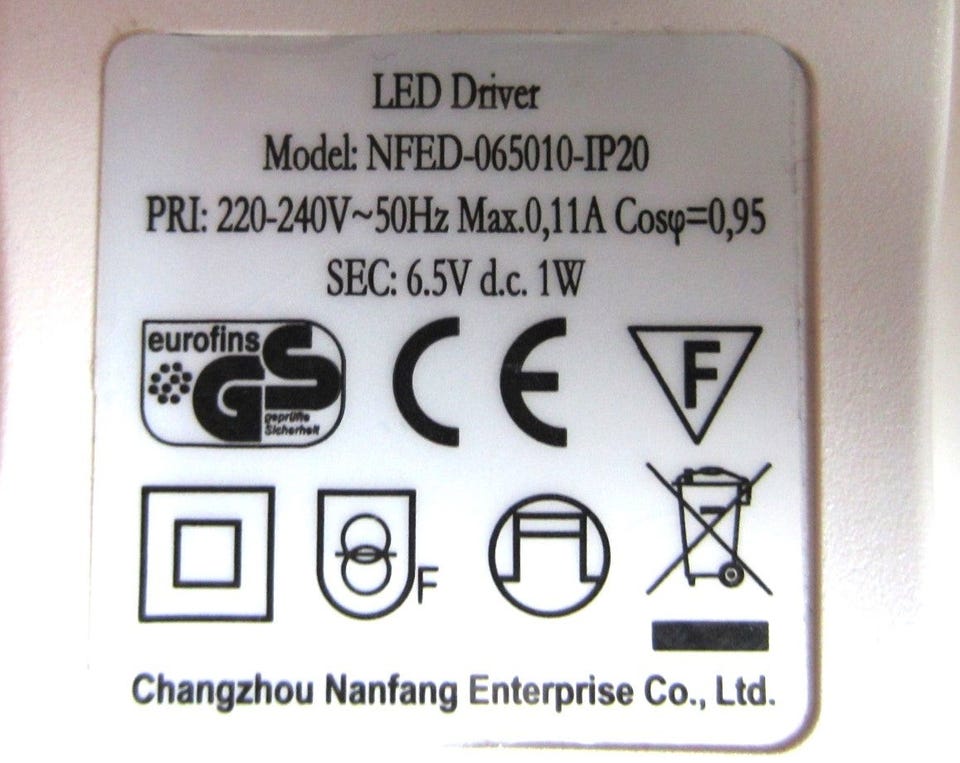 LED Driver
Model: NFED-065010-IP20
PRI: 220-240V~50Hz Max.0,11A Cosφ=0,95
SEC: 6.5V d.c. 1W
eurofins
GS
geprüfte
Sicherheit
CE
F
F
Changzhou Nanfang Enterprise Co., Ltd.